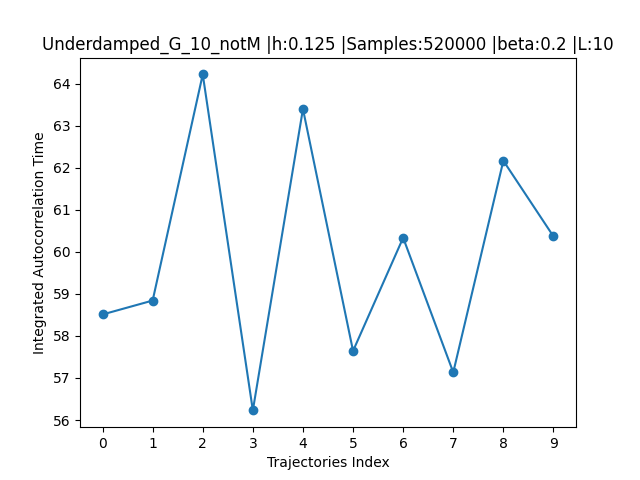 Underdamped_G_10_notM |h:0.125 |Samples:520000 |beta:0.2 |L:10
64
63
62
61
60
59
58
57
56
Integrated Autocorrelation Time
0 1 2 3 4 5 6 7 8 9
Trajectories Index